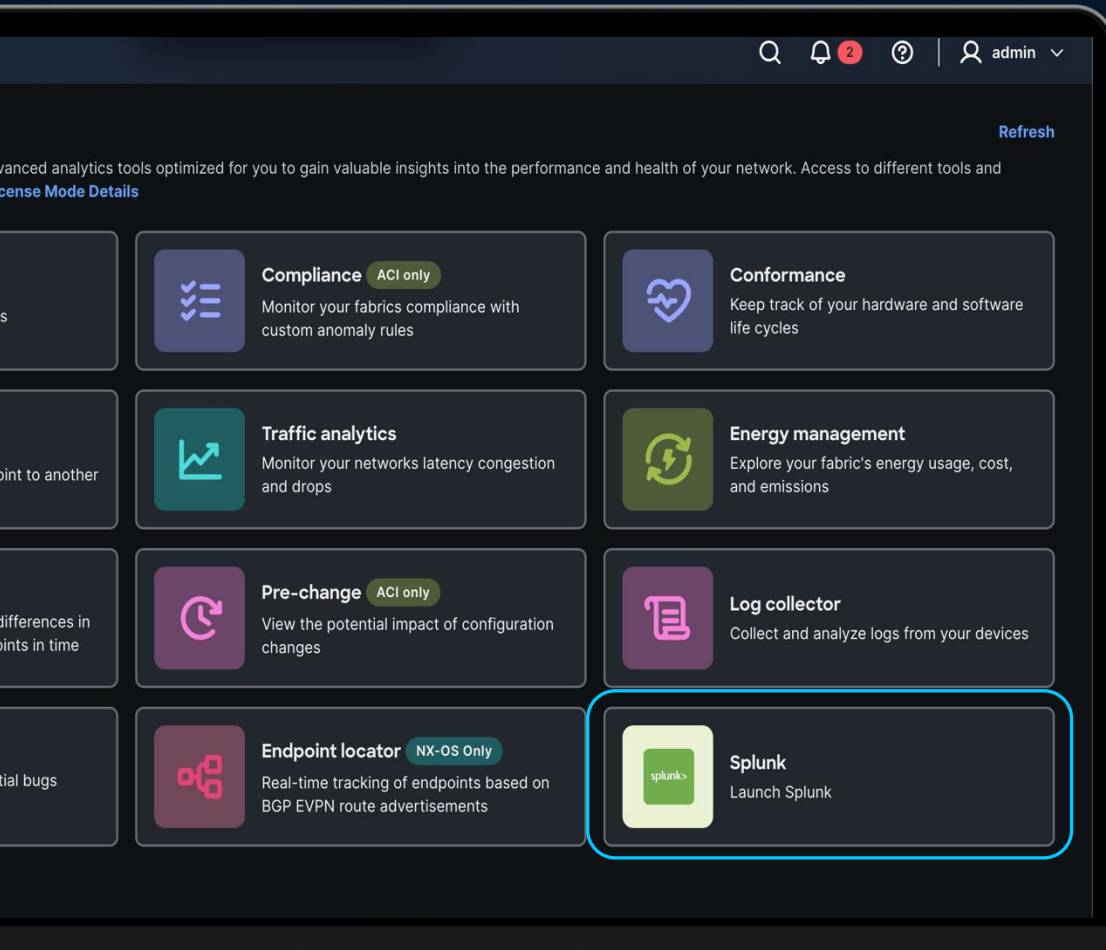 2
admin
Refresh
vanced analytics tools optimized for you to gain valuable insights into the performance and health of your network. Access to different tools and
cense Mode Details
s
Compliance ACI only
Monitor your fabrics compliance with
custom anomaly rules
Conformance
Keep track of your hardware and software
life cycles
oint to another
Traffic analytics
Monitor your networks latency congestion
and drops
Energy management
Explore your fabric's energy usage, cost,
and emissions
differences in
oints in time
Pre-change ACI only
View the potential impact of configuration
changes
Log collector
Collect and analyze logs from your devices
tial bugs
Endpoint locator NX-OS Only
Real-time tracking of endpoints based on
BGP EVPN route advertisements
splunk>
Splunk
Launch Splunk